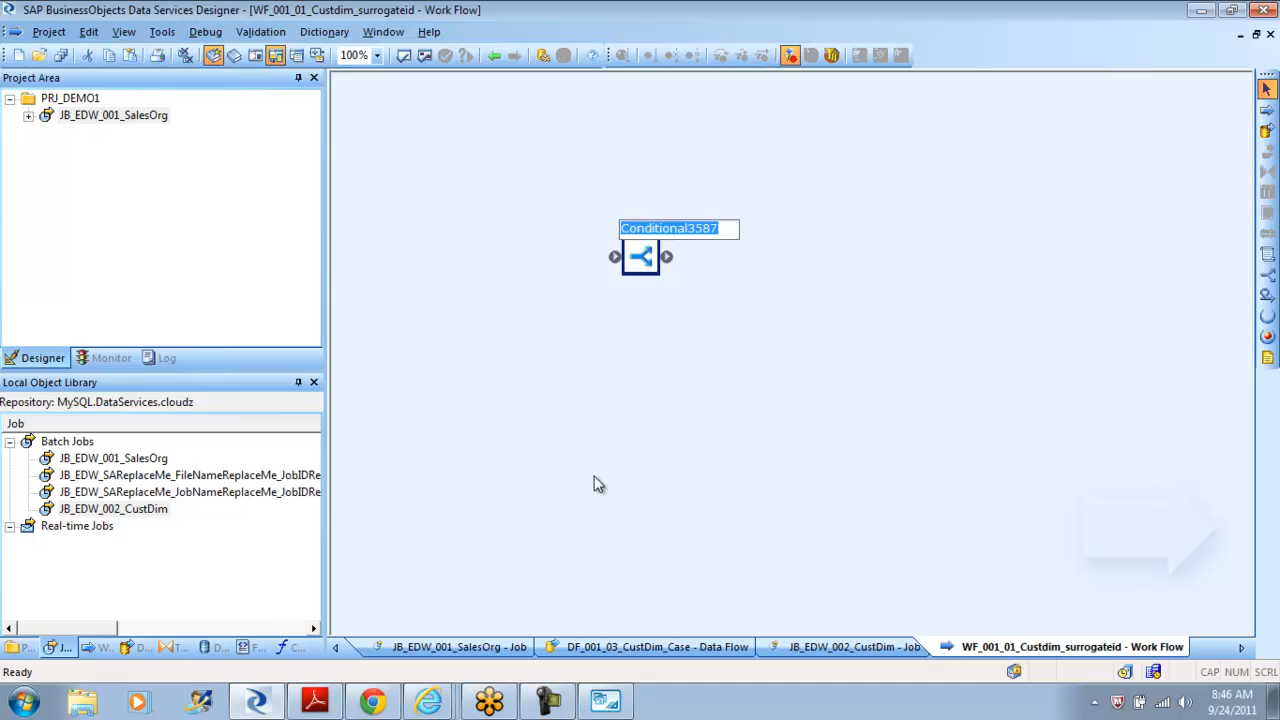 SAP BusinessObjects Data Services Designer - [WF_001_01_Custdim_surrogateid - Work Flow]
Project Edit View Tools Debug Validation Dictionary Window Help
100%
Project Area
PRJ_DEMO1
JB_EDW_001_SalesOrg
Conditional3587
Designer Monitor Log
Local Object Library
Repository: MySQL.DataServices.cloudz
Job
Batch Jobs
JB_EDW_001_SalesOrg
JB_EDW_SAReplaceMe_FileNameReplaceMe_JobIDRe
JB_EDW_SAReplaceMe_JobNameReplaceMe_JobIDRe
JB_EDW_002_CustDim
Real-time Jobs
P... J... W... D... T... D... F... C...
JB_EDW_001_SalesOrg - Job DF_001_03_CustDim_Case - Data Flow JB_EDW_002_CustDim - Job WF_001_01_Custdim_surrogateid - Work Flow
Ready
CAP NUM SCRL
8:46 AM
9/24/2011